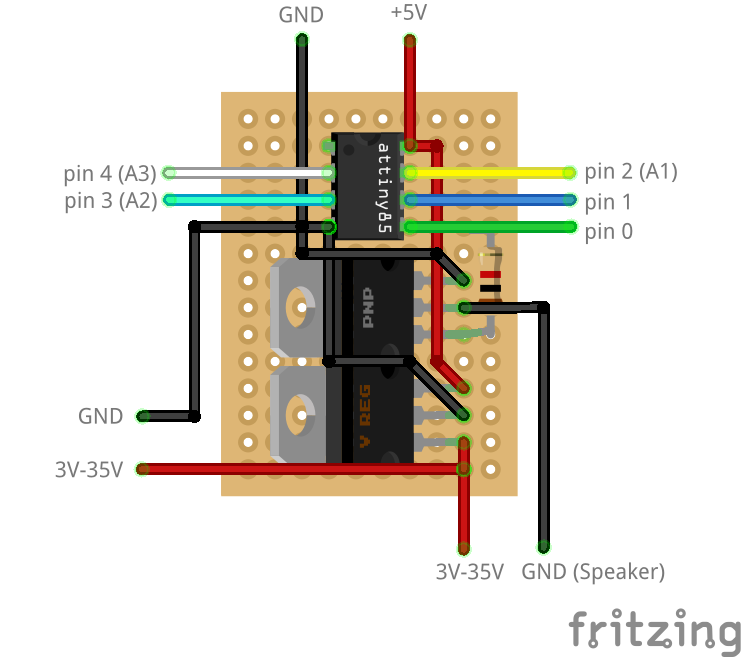 GND
+5V
attiny85
pin 4 (A3)
pin 2 (A1)
pin 3 (A2)
pin 1
pin 0
PNP
V REG
GND
3V-35V
3V-35V
GND (Speaker)
fritzing